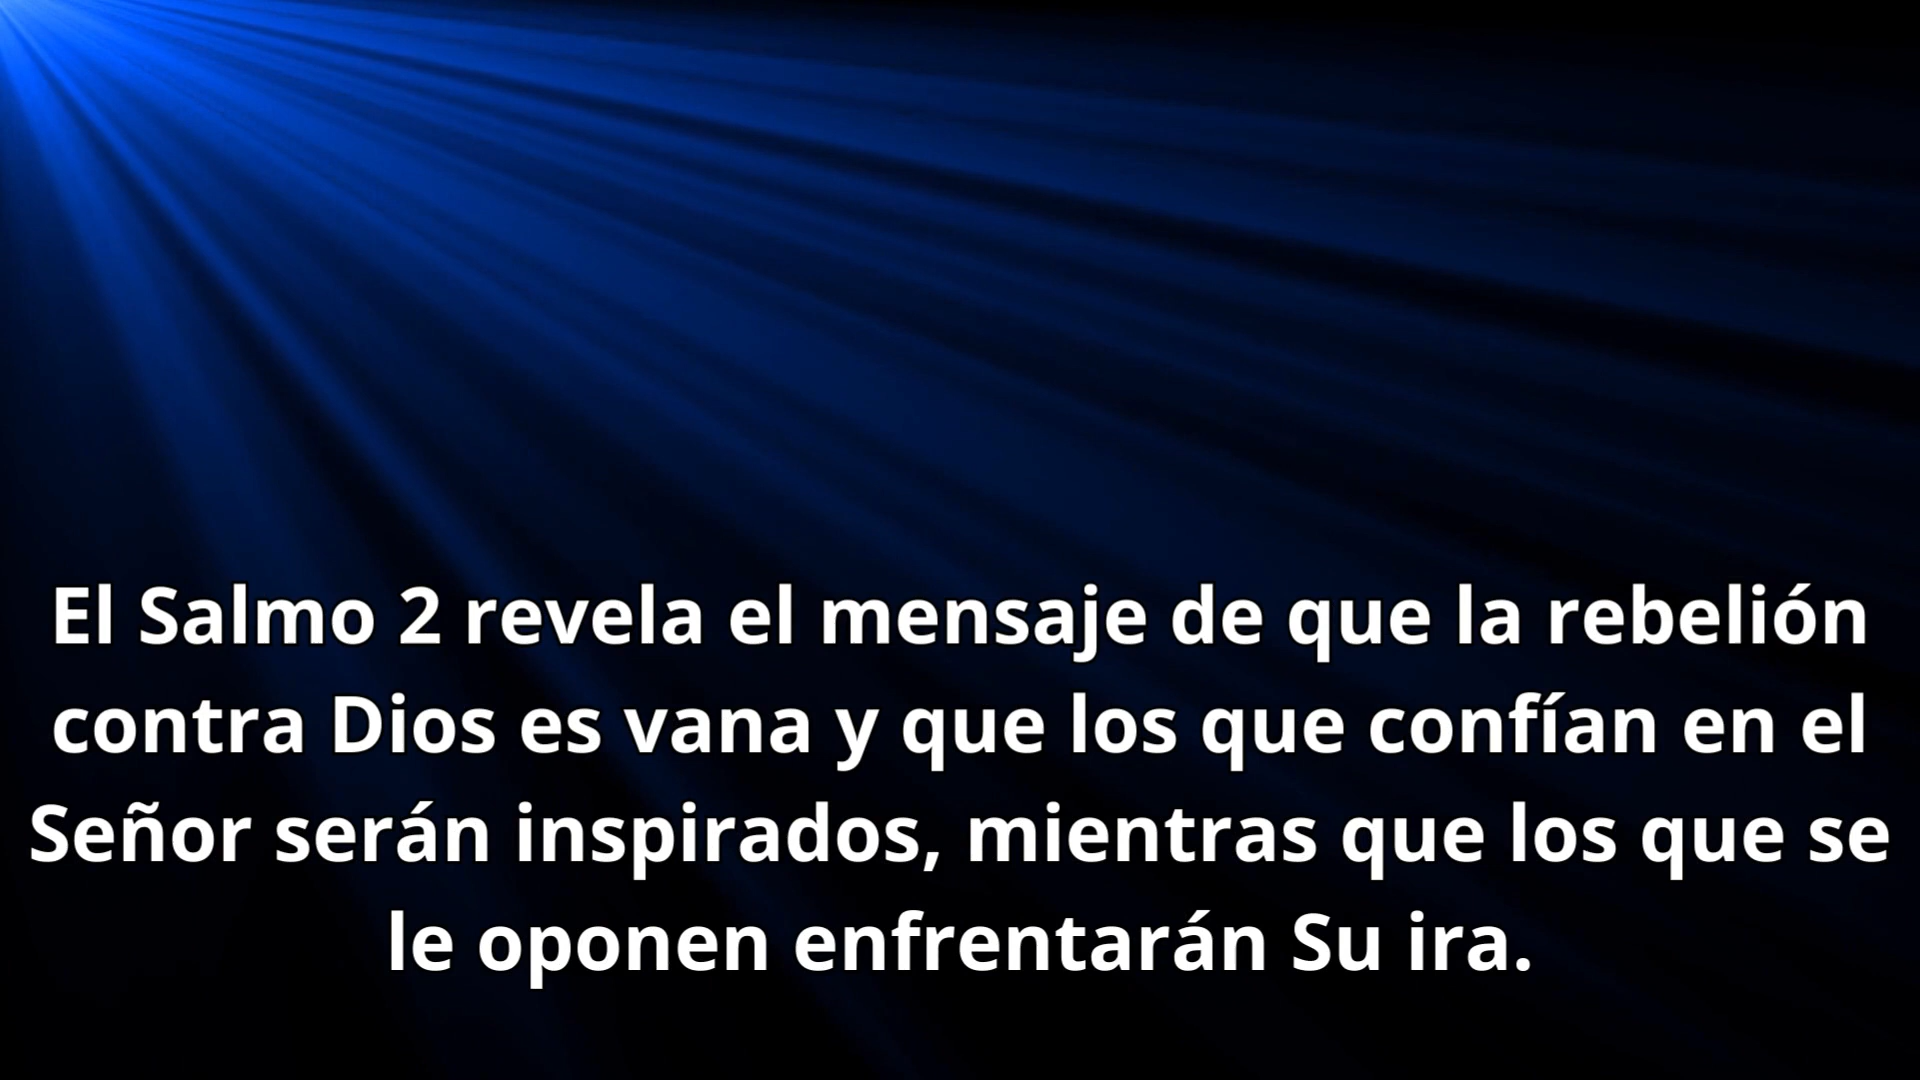 El Salmo 2 revela el mensaje de que la rebelión
contra Dios es vana y que los que confían en el
Señor serán inspirados, mientras que los que se
le oponen enfrentarán Su ira.